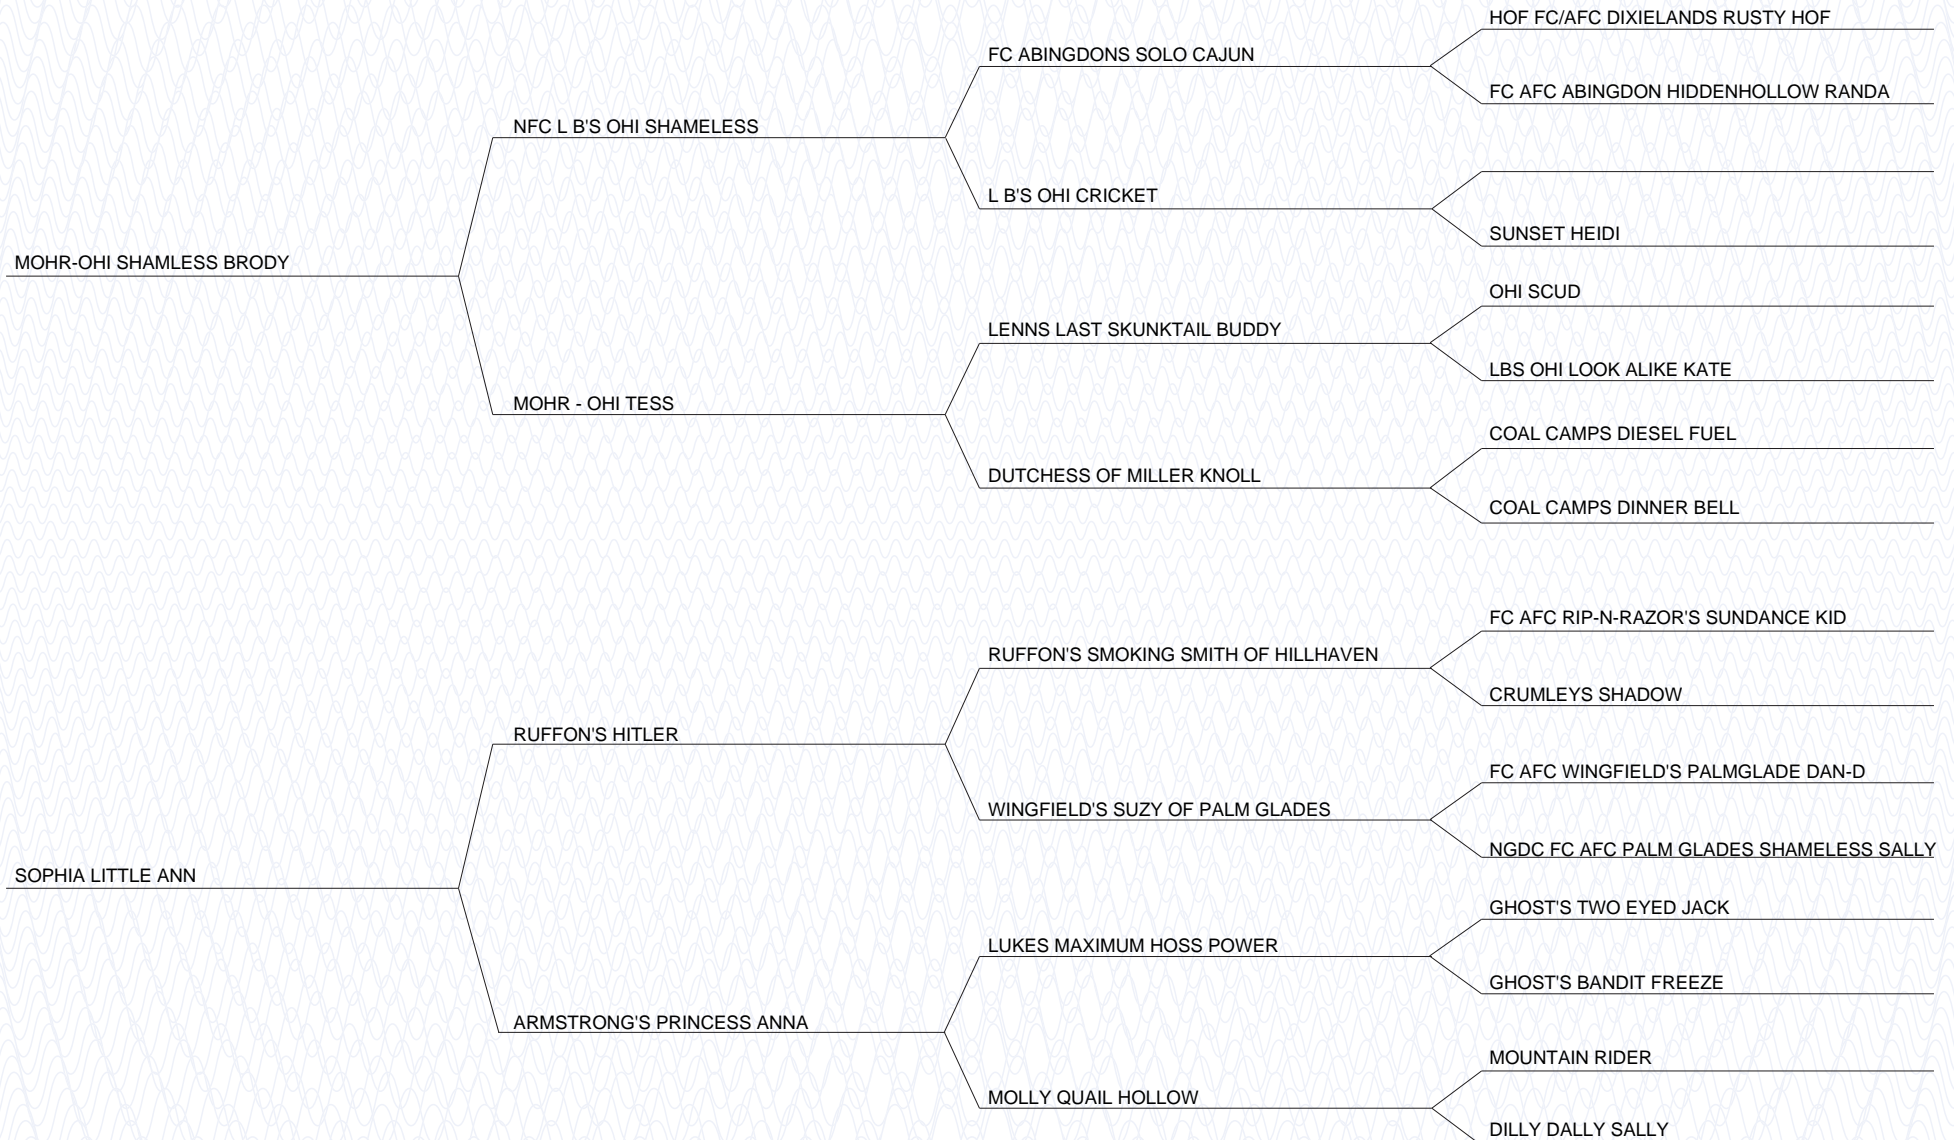 HOF FC/AFC DIXIELANDS RUSTY HOF
FC ABINGDONS SOLO CAJUN
FC AFC ABINGDON HIDDENHOLLOW RANDA
NFC L B'S OHI SHAMELESS
L B'S OHI CRICKET
SUNSET HEIDI
MOHR-OHI SHAMLESS BRODY
OHI SCUD
LENNS LAST SKUNKTAIL BUDDY
LBS OHI LOOK ALIKE KATE
MOHR - OHI TESS
COAL CAMPS DIESEL FUEL
DUTCHESS OF MILLER KNOLL
COAL CAMPS DINNER BELL
FC AFC RIP-N-RAZOR'S SUNDANCE KID
RUFFON'S SMOKING SMITH OF HILLHAVEN
CRUMLEYS SHADOW
RUFFON'S HITLER
FC AFC WINGFIELD'S PALMGLADE DAN-D
WINGFIELD'S SUZY OF PALM GLADES
NGDC FC AFC PALM GLADES SHAMELESS SALLY
SOPHIA LITTLE ANN
GHOST'S TWO EYED JACK
LUKES MAXIMUM HOSS POWER
GHOST'S BANDIT FREEZE
ARMSTRONG'S PRINCESS ANNA
MOUNTAIN RIDER
MOLLY QUAIL HOLLOW
DILLY DALLY SALLY